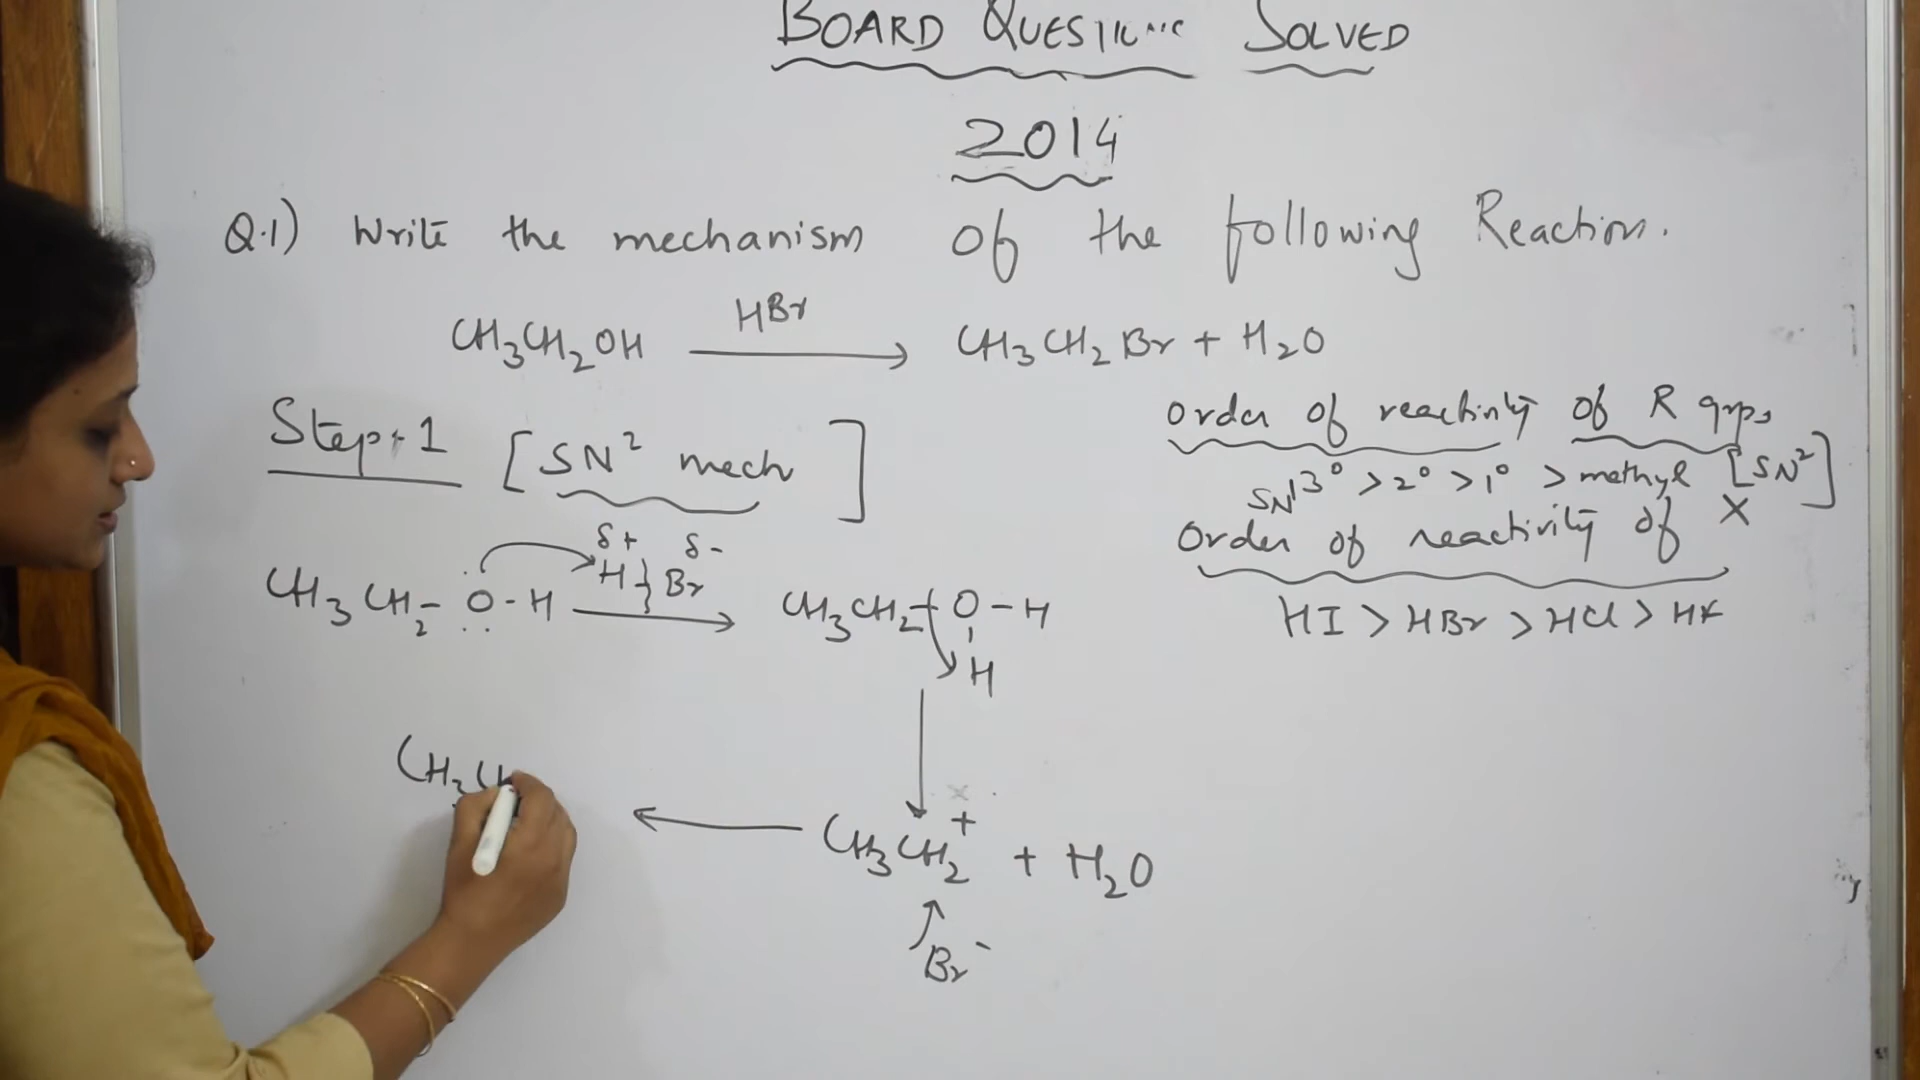 BOARD QUESTIONS SOLVED
2014
Q.1) Write the mechanism of the following Reaction.
CH₃CH₂OH —HBr→ CH₃CH₂Br + H₂O
Step-1 [SN² mech]
CH₃CH₂-O-H δ+ H} Br δ- → CH₃CH₂+O-H
H
CH₃CH₂⁺ + H₂O
Br⁻
CH₃C
Order of reactivity of R grps
SN¹ 3° > 2° > 1° > methyl [SN²]
Order of reactivity of X
HI > HBr > HCl > HF